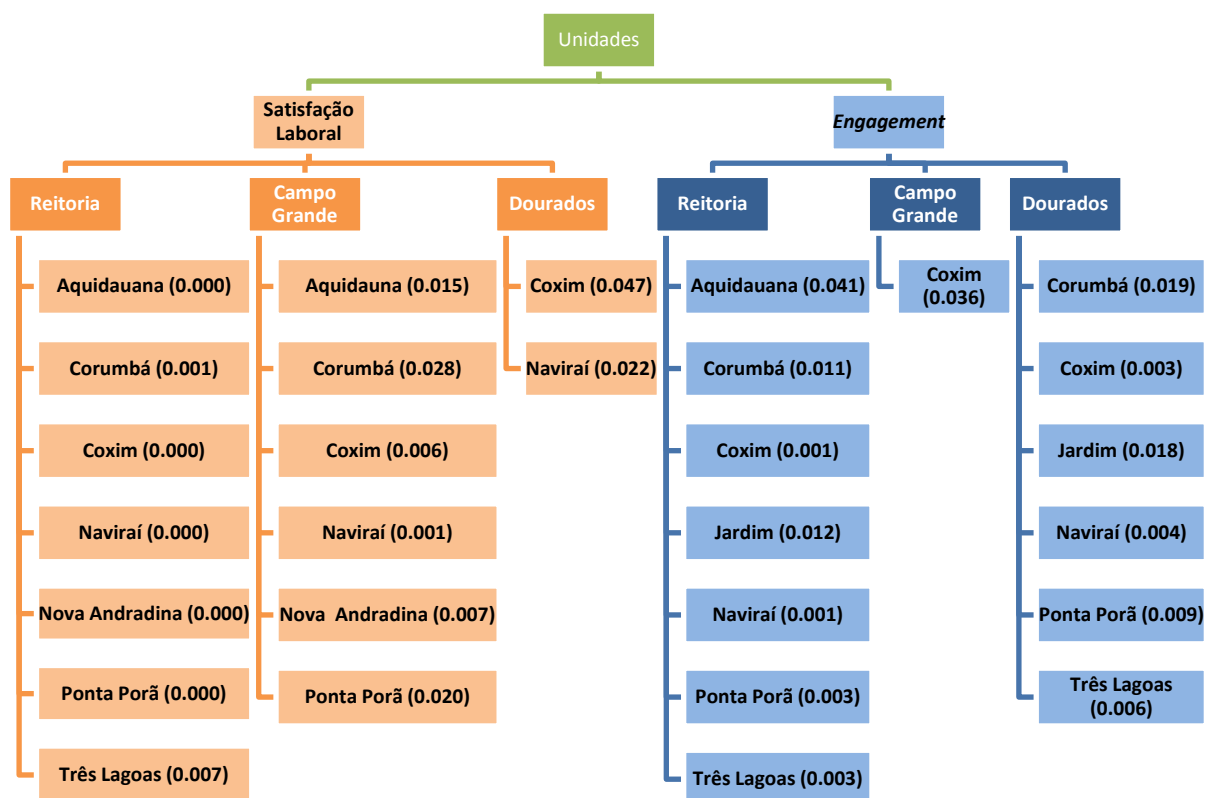 Unidades
Satisfação
Laboral
Reitoria
Aquidauana (0.000)
Corumbá (0.001)
Coxim (0.000)
Naviraí (0.000)
Nova Andradina (0.000)
Ponta Porã (0.000)
Três Lagoas (0.007)
Campo
Grande
Aquidauna (0.015)
Corumbá (0.028)
Coxim (0.006)
Naviraí (0.001)
Nova  Andradina (0.007)
Ponta Porã (0.020)
Dourados
Coxim (0.047)
Naviraí (0.022)
Engagement
Reitoria
Aquidauana (0.041)
Corumbá (0.011)
Coxim (0.001)
Jardim (0.012)
Naviraí (0.001)
Ponta Porã (0.003)
Três Lagoas (0.003)
Campo
Grande
Coxim
(0.036)
Dourados
Corumbá (0.019)
Coxim (0.003)
Jardim (0.018)
Naviraí (0.004)
Ponta Porã (0.009)
Três Lagoas
(0.006)